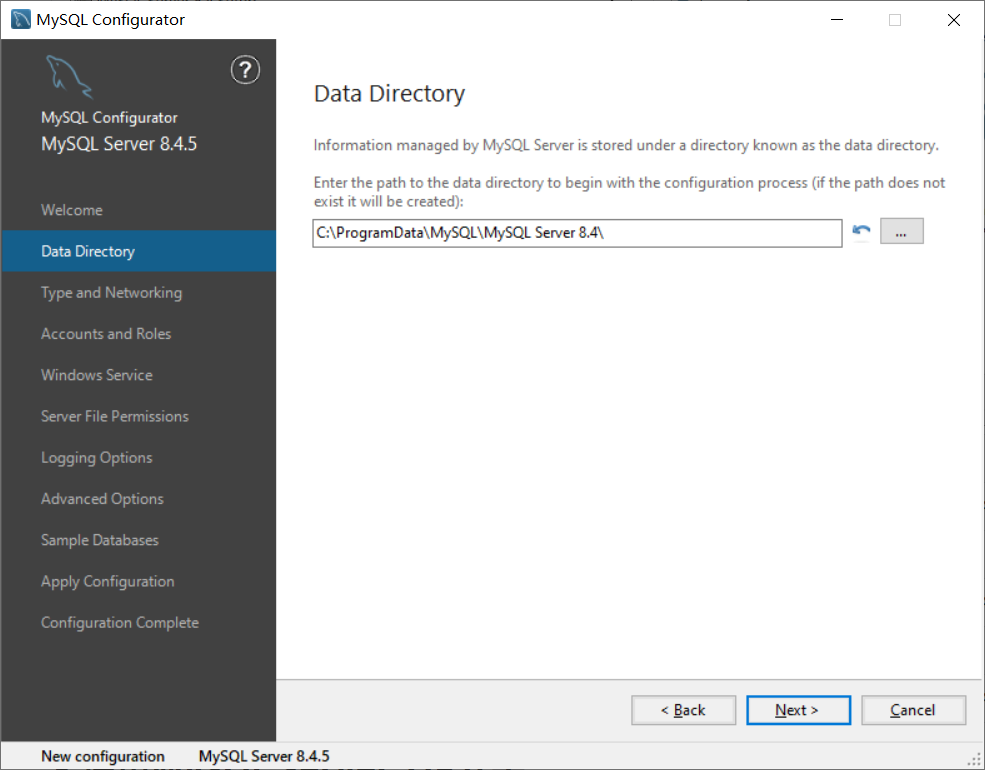 MySQL Configurator
?
MySQL Configurator
MySQL Server 8.4.5
Welcome
Data Directory
Type and Networking
Accounts and Roles
Windows Service
Server File Permissions
Logging Options
Advanced Options
Sample Databases
Apply Configuration
Configuration Complete
Data Directory
Information managed by MySQL Server is stored under a directory known as the data directory.
Enter the path to the data directory to begin with the configuration process (if the path does not
exist it will be created):
C:\ProgramData\MySQL\MySQL Server 8.4\
...
< Back
Next >
Cancel
New configuration MySQL Server 8.4.5